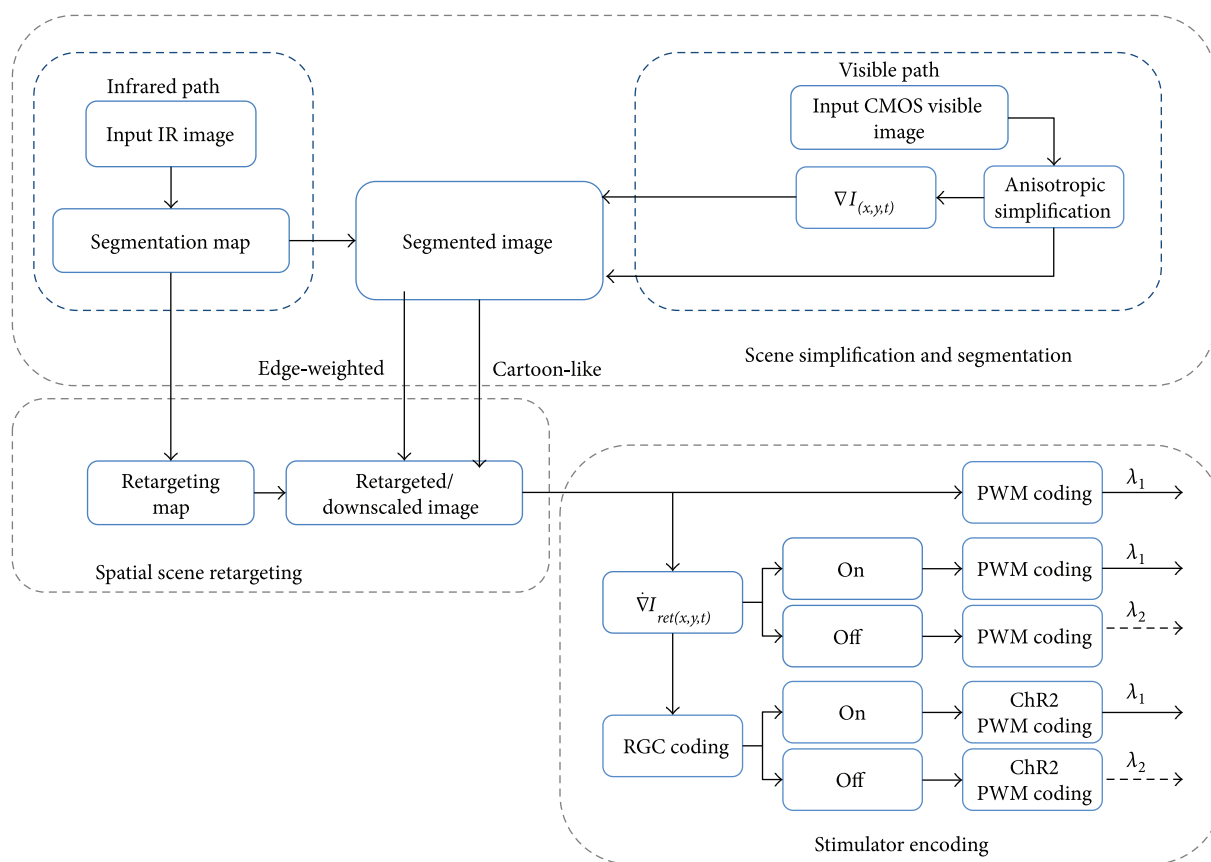 Infrared path
Input IR image
Segmentation map
Segmented image
Visible path
Input CMOS visible
image
Anisotropic
simplification
∇I(x,y,t)
Scene simplification and segmentation
Edge-weighted
Cartoon-like
Retargeting
map
Retargeted/
downscaled image
Spatial scene retargeting
PWM coding
λ1
∇̇Iret(x,y,t)
On
PWM coding
λ1
Off
PWM coding
λ2
RGC coding
On
ChR2
PWM coding
λ1
Off
ChR2
PWM coding
λ2
Stimulator encoding